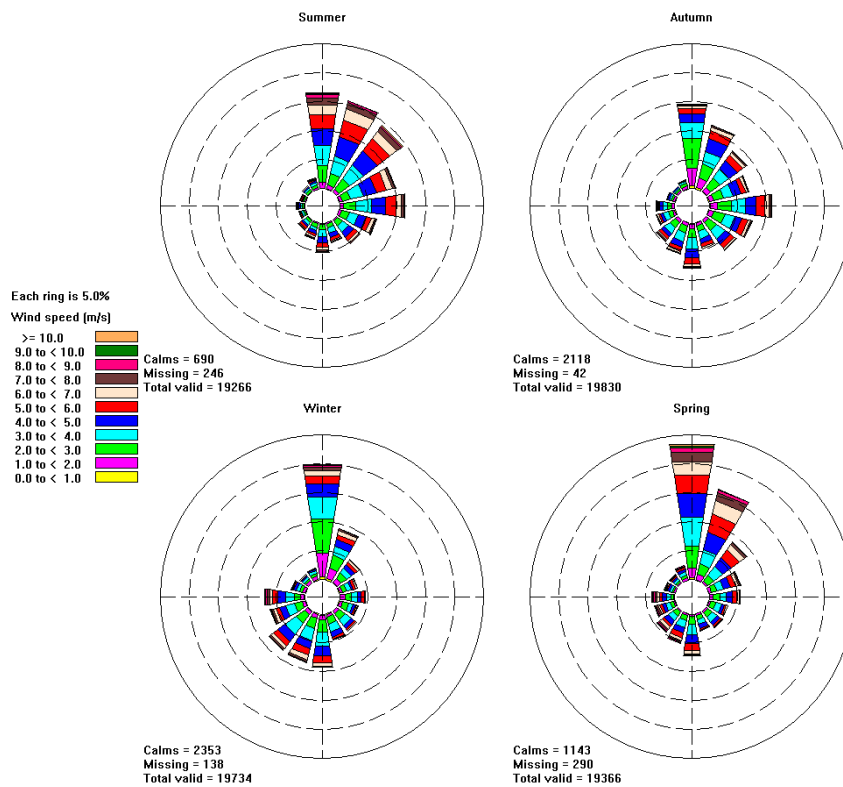 Summer
Autumn
Each ring is 5.0%
Wind speed (m/s)
>= 10.0
9.0 to < 10.0
8.0 to < 9.0
7.0 to < 8.0
6.0 to < 7.0
5.0 to < 6.0
4.0 to < 5.0
3.0 to < 4.0
2.0 to < 3.0
1.0 to < 2.0
0.0 to < 1.0
Calms = 690
Missing = 246
Total valid = 19266
Calms = 2118
Missing = 42
Total valid = 19830
Winter
Spring
Calms = 2353
Missing = 138
Total valid = 19734
Calms = 1143
Missing = 290
Total valid = 19366